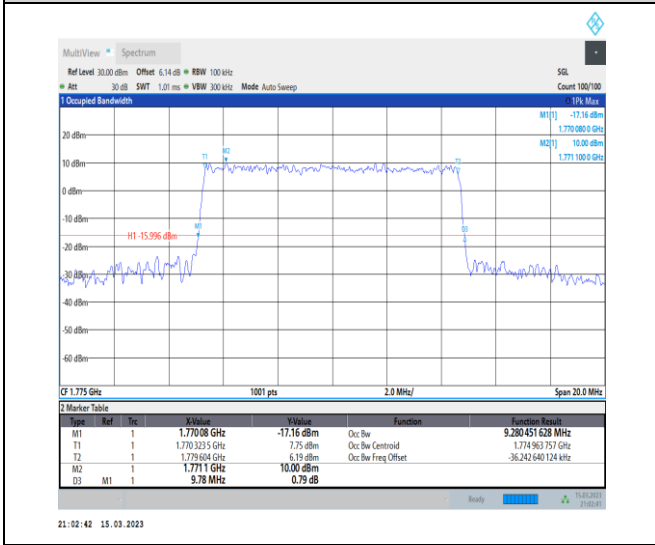 MultiView Spectrum
Ref Level 30.00 dBm Offset 6.14 dB RBW 100 kHz SGL
Att 30 dB SWT 1.01 ms VBW 300 kHz Mode Auto Sweep Count 100/100
1 Occupied Bandwidth 1Pk Max
M1[1] -17.16 dBm
1.770 080 0 GHz
M2[1] 10.00 dBm
1.771 100 0 GHz
20 dBm
M2
T1 T2
10 dBm
0 dBm
-10 dBm
M1 D3
H1 -15.996 dBm
-20 dBm
-30 dBm
-40 dBm
-50 dBm
-60 dBm
CF 1.775 GHz 1001 pts 2.0 MHz/ Span 20.0 MHz
2 Marker Table
Type Ref Trc X-Value Y-Value Function Function Result
M1 1 1.77008 GHz -17.16 dBm Occ Bw 9.280 451 628 MHz
T1 1 1.770 323 5 GHz 7.75 dBm Occ Bw Centroid 1.774 963 757 GHz
T2 1 1.779 604 GHz 6.19 dBm Occ Bw Freq Offset -36.242 640 124 kHz
M2 1 1.7711 GHz 10.00 dBm
D3 M1 1 9.78 MHz 0.79 dB
Ready 15.03.2023
21:02:41
21:02:42 15.03.2023